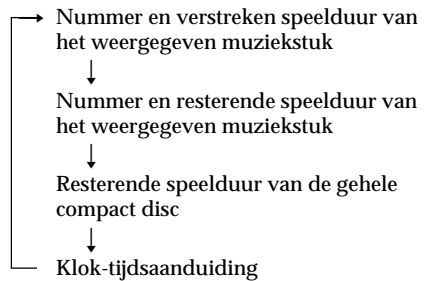 Nummer en verstreken speelduur van
het weergegeven muziekstuk
Nummer en resterende speelduur van
het weergegeven muziekstuk
Resterende speelduur van de gehele
compact disc
Klok-tijdsaanduiding